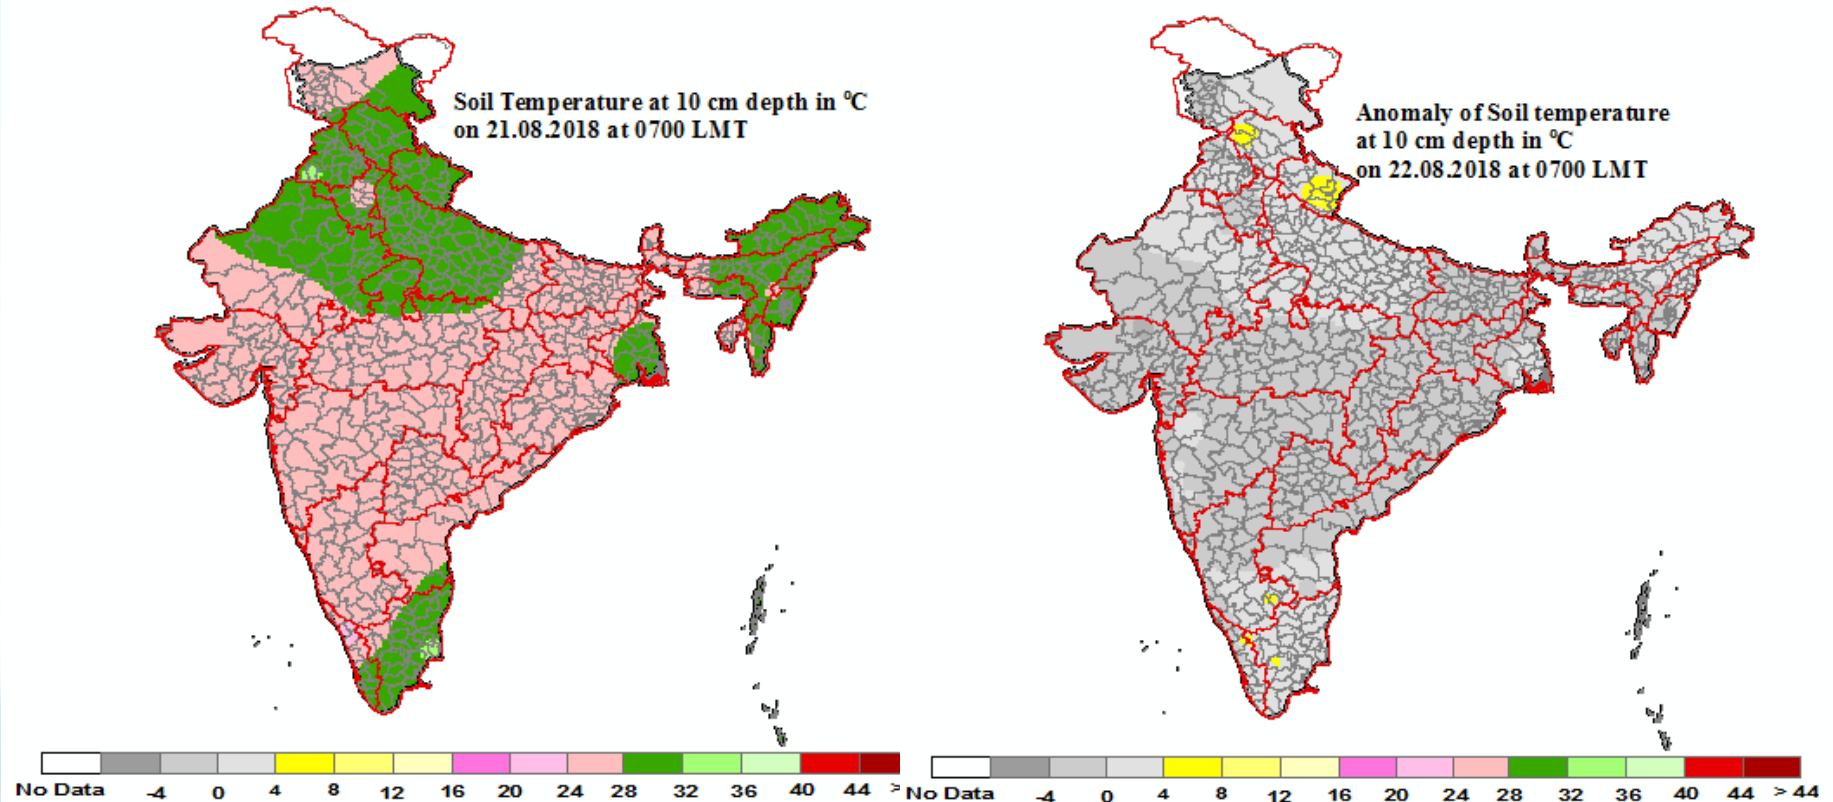 Soil Temperature at 10 cm depth in ⁰C
on 21.08.2018 at 0700 LMT
Anomaly of Soil temperature
at 10 cm depth in ⁰C
on 22.08.2018 at 0700 LMT
No Data -4 0 4 8 12 16 20 24 28 32 36 40 44 >
No Data -4 0 4 8 12 16 20 24 28 32 36 40 44 > 44